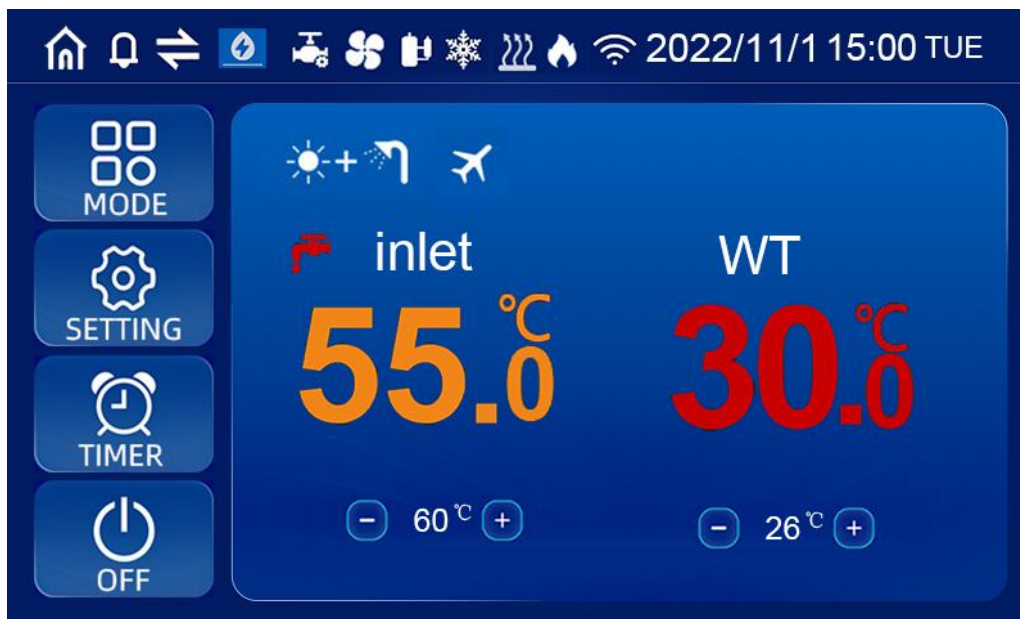 2022/11/1 15:00 TUE
MODE
SETTING
TIMER
OFF
inlet
WT
55.0℃
30.0℃
- 60℃ +
- 26℃ +